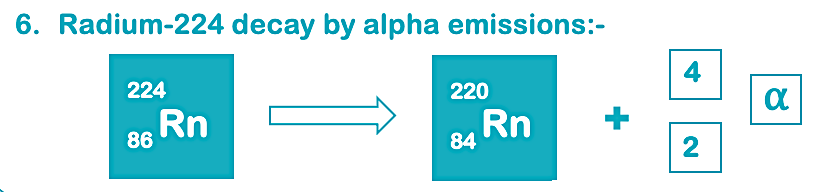 6. Radium-224 decay by alpha emissions:-
224
86 Rn
220
84 Rn
+
4
2
α